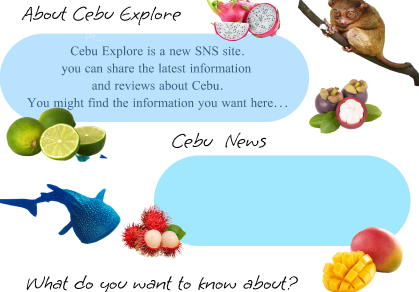 About Cebu Explore
Cebu Explore is a new SNS site.
you can share the latest information
and reviews about Cebu.
You might find the information you want here...
Cebu News
What do you want to know about?